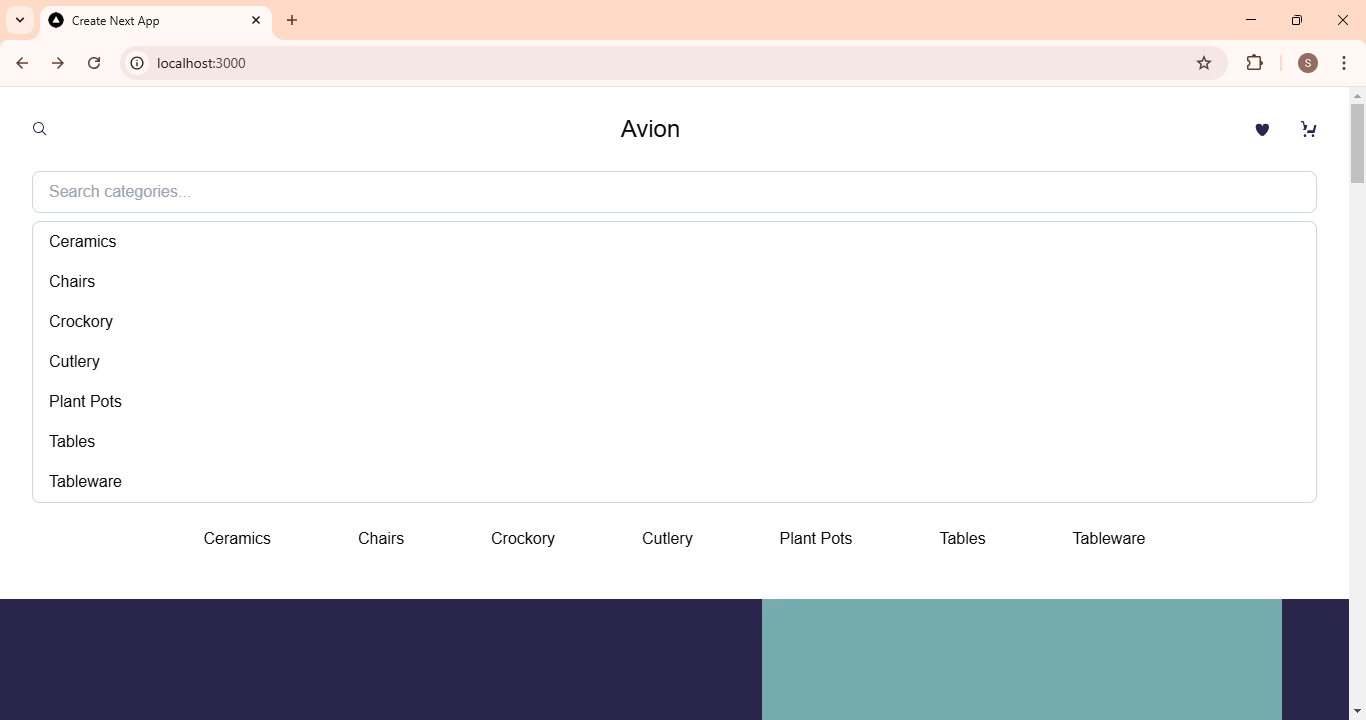 Create Next App
localhost:3000
S
Avion
Search categories...
Ceramics
Chairs
Crockory
Cutlery
Plant Pots
Tables
Tableware
Ceramics Chairs Crockory Cutlery Plant Pots Tables Tableware